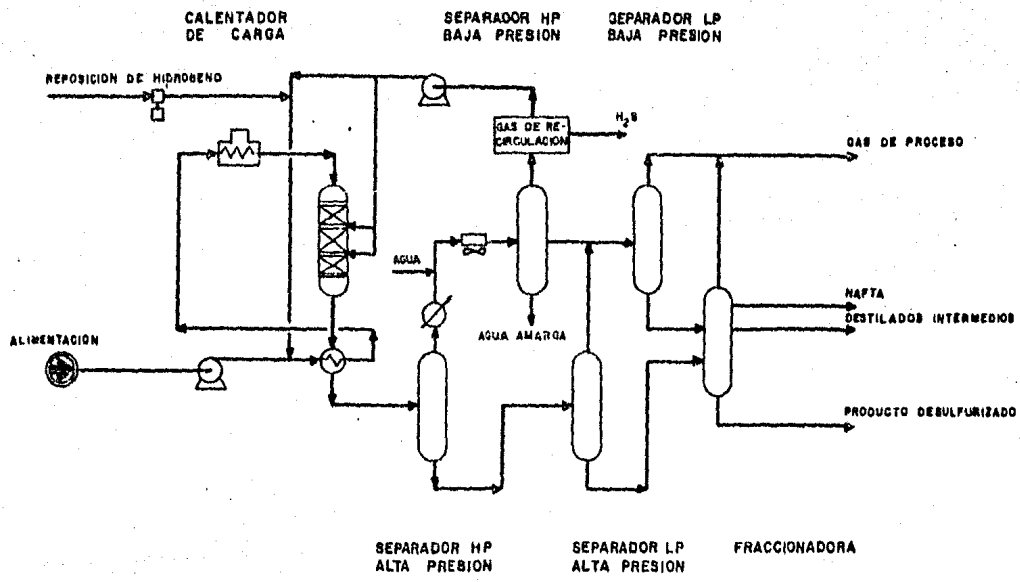 CALENTADOR
DE CARGA
SEPARADOR HP
BAJA PRESION
SEPARADOR LP
BAJA PRESION
REPOSICION DE HIDROGENO
GAS DE RE-
CIRCULACION
H2S
GAS DE PROCESO
AGUA
AGUA AMARGA
NAFTA
DESTILADOS INTERMEDIOS
ALIMENTACION
PRODUCTO DESULFURIZADO
SEPARADOR HP
ALTA PRESION
SEPARADOR LP
ALTA PRESION
FRACCIONADORA